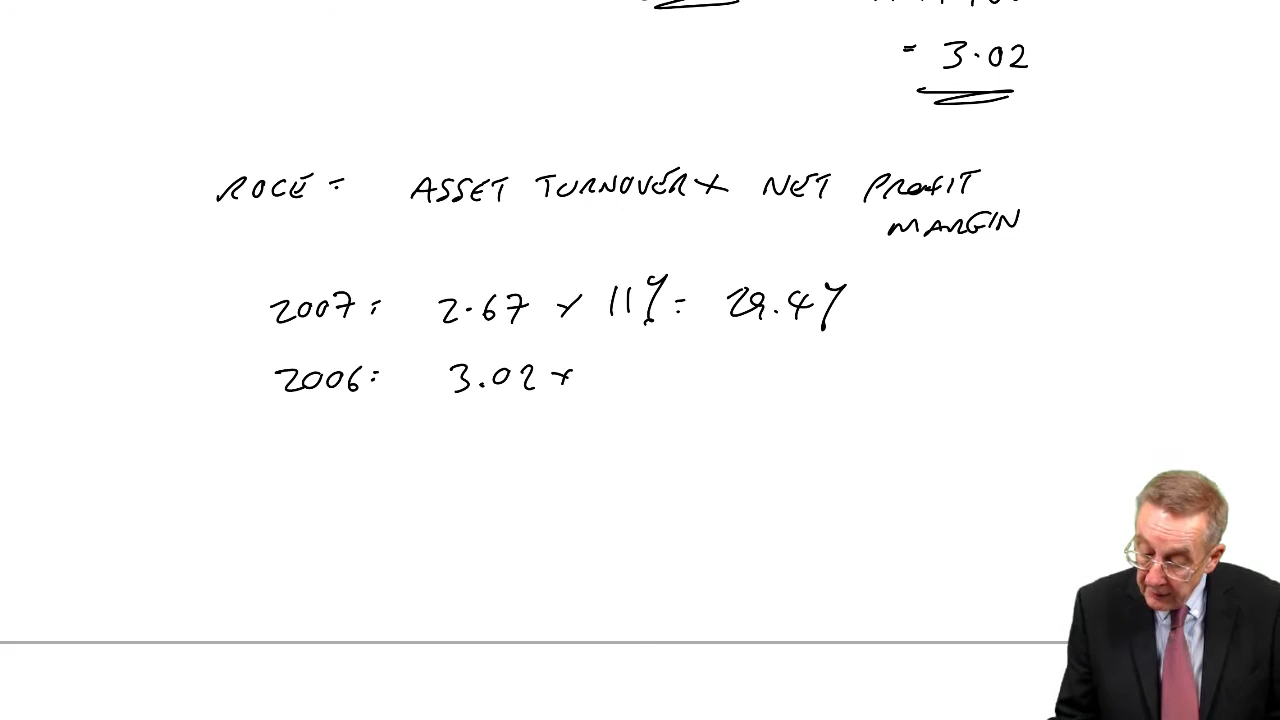 = 3.02
ROCE = ASSET TURNOVER x NET PROFIT
MARGIN
2007: 2.67 x 11% = 29.4%
2006: 3.02 x